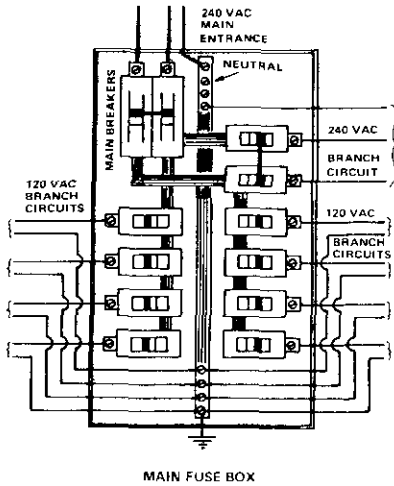 240 VAC
MAIN
ENTRANCE
NEUTRAL
MAIN BREAKERS
240 VAC
BRANCH
CIRCUIT
120 VAC
BRANCH
CIRCUITS
120 VAC
BRANCH
CIRCUITS
MAIN FUSE BOX